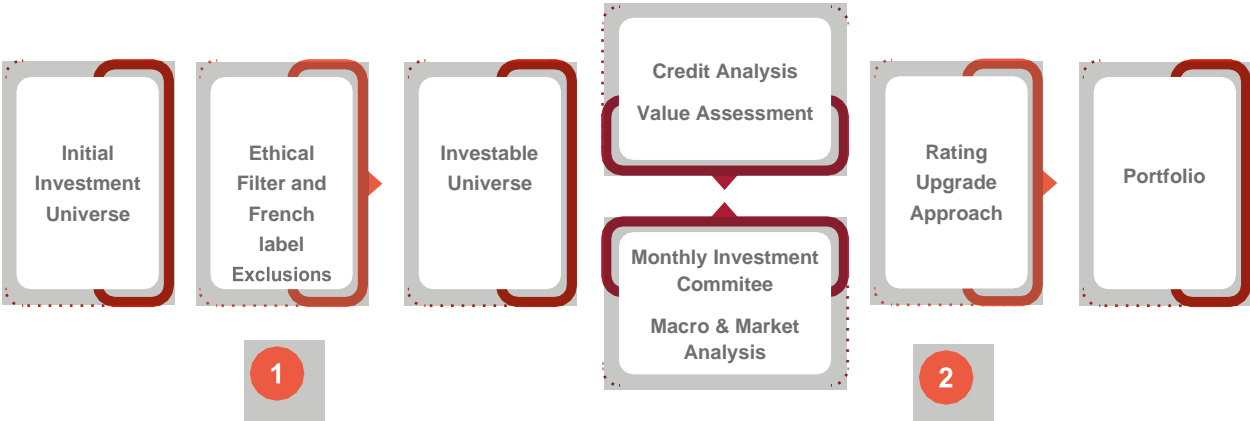 Initial
Investment
Universe
Ethical
Filter and
French
label
Exclusions
Investable
Universe
Credit Analysis
Value Assessment
Monthly Investment
Commitee
Macro & Market
Analysis
Rating
Upgrade
Approach
Portfolio
1
2